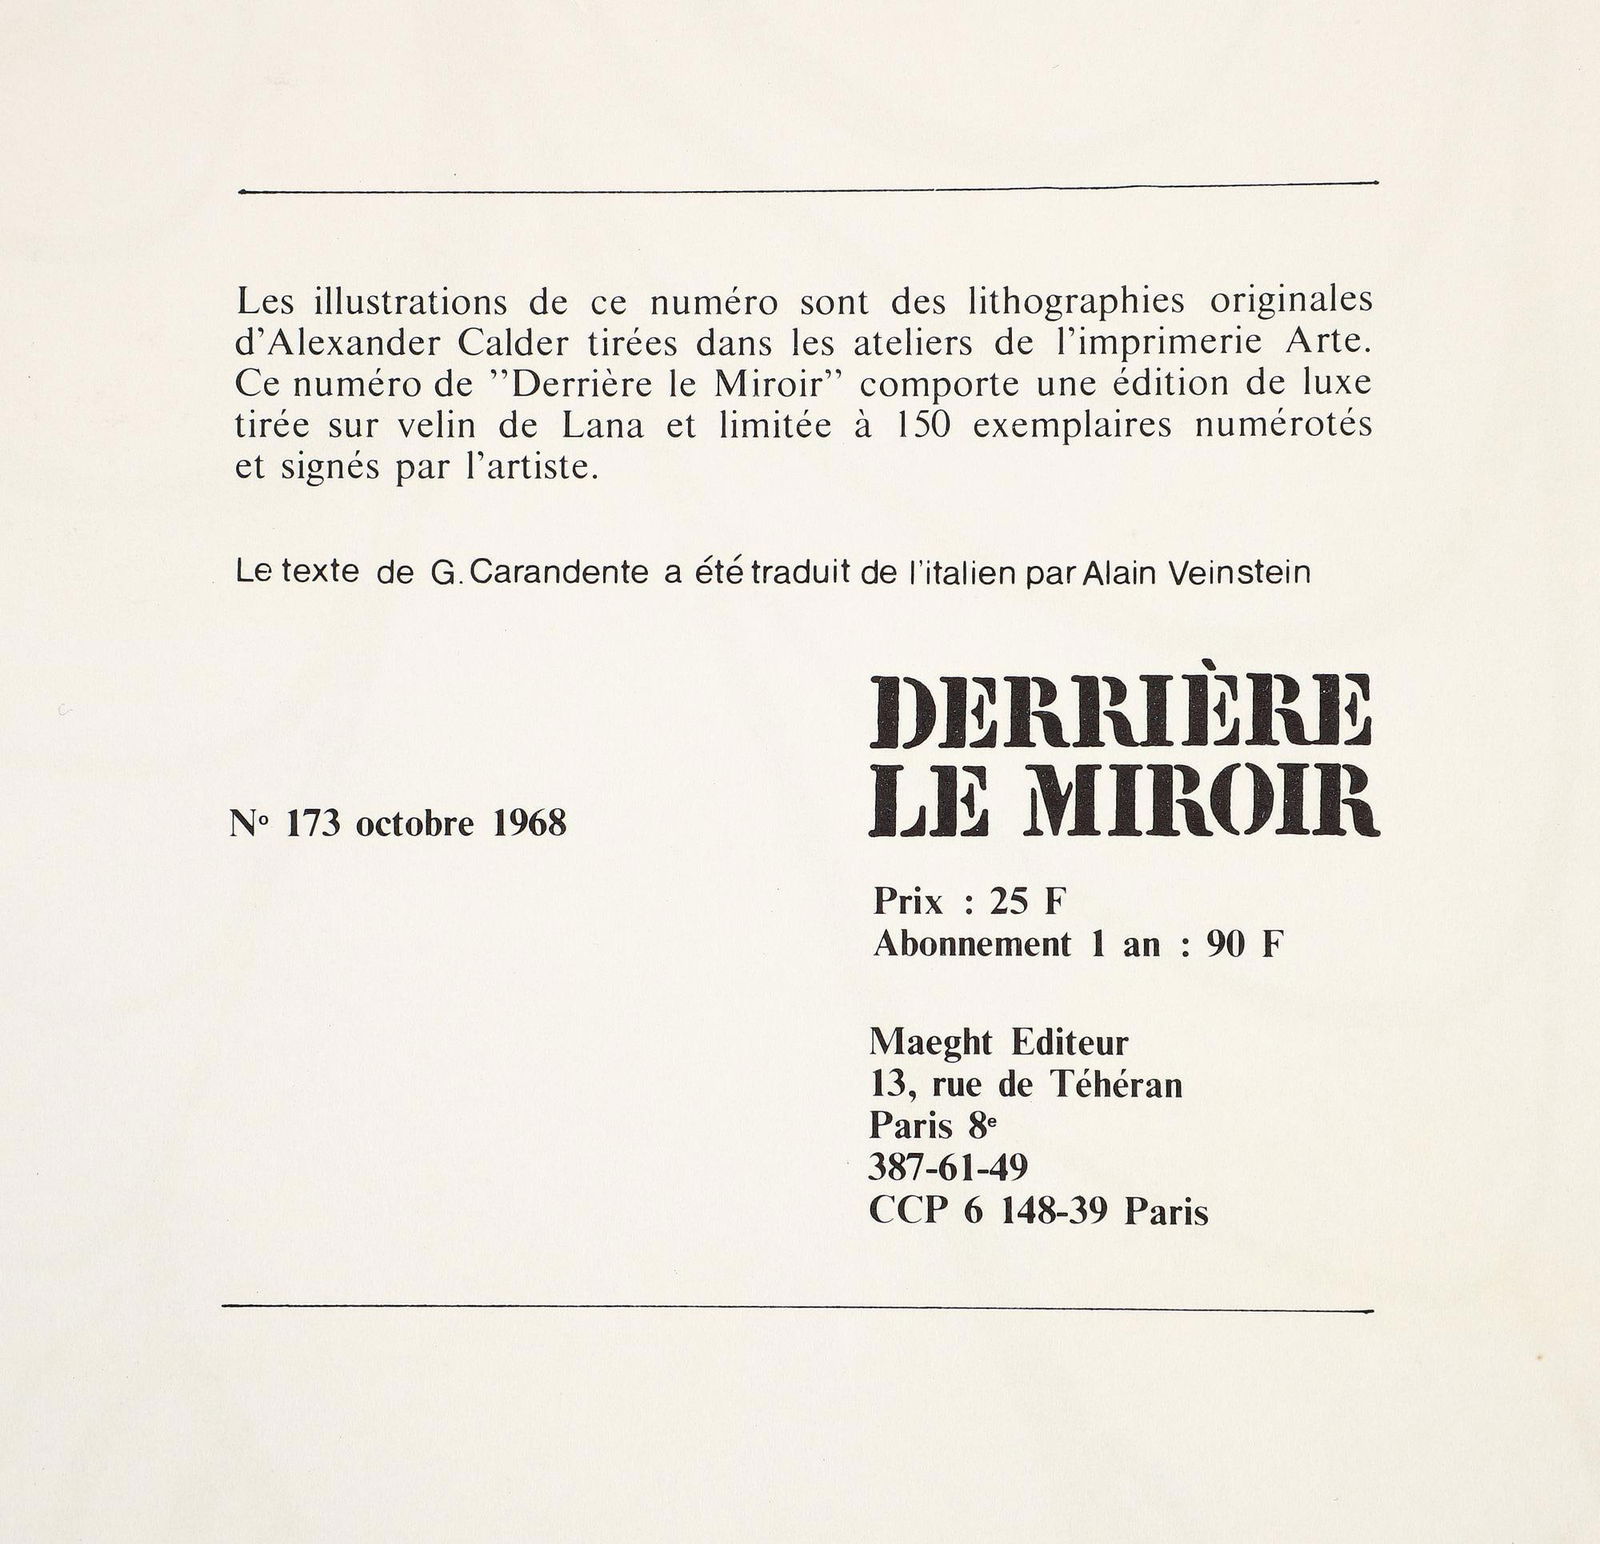 Les illustrations de ce numéro sont des lithographies originales
d'Alexander Calder tirées dans les ateliers de l'imprimerie Arte.
Ce numéro de ”Derrière le Miroir” comporte une édition de luxe
tirée sur velin de Lana et limitée à 150 exemplaires numérotés
et signés par l'artiste.
Le texte de G. Carandente a été traduit de l'italien par Alain Veinstein
DERRIÈRE
LE MIROIR
Nº 173 octobre 1968
Prix : 25 F
Abonnement 1 an : 90 F
Maeght Editeur
13, rue de Téhéran
Paris 8ᵉ
387-61-49
CCP 6 148-39 Paris